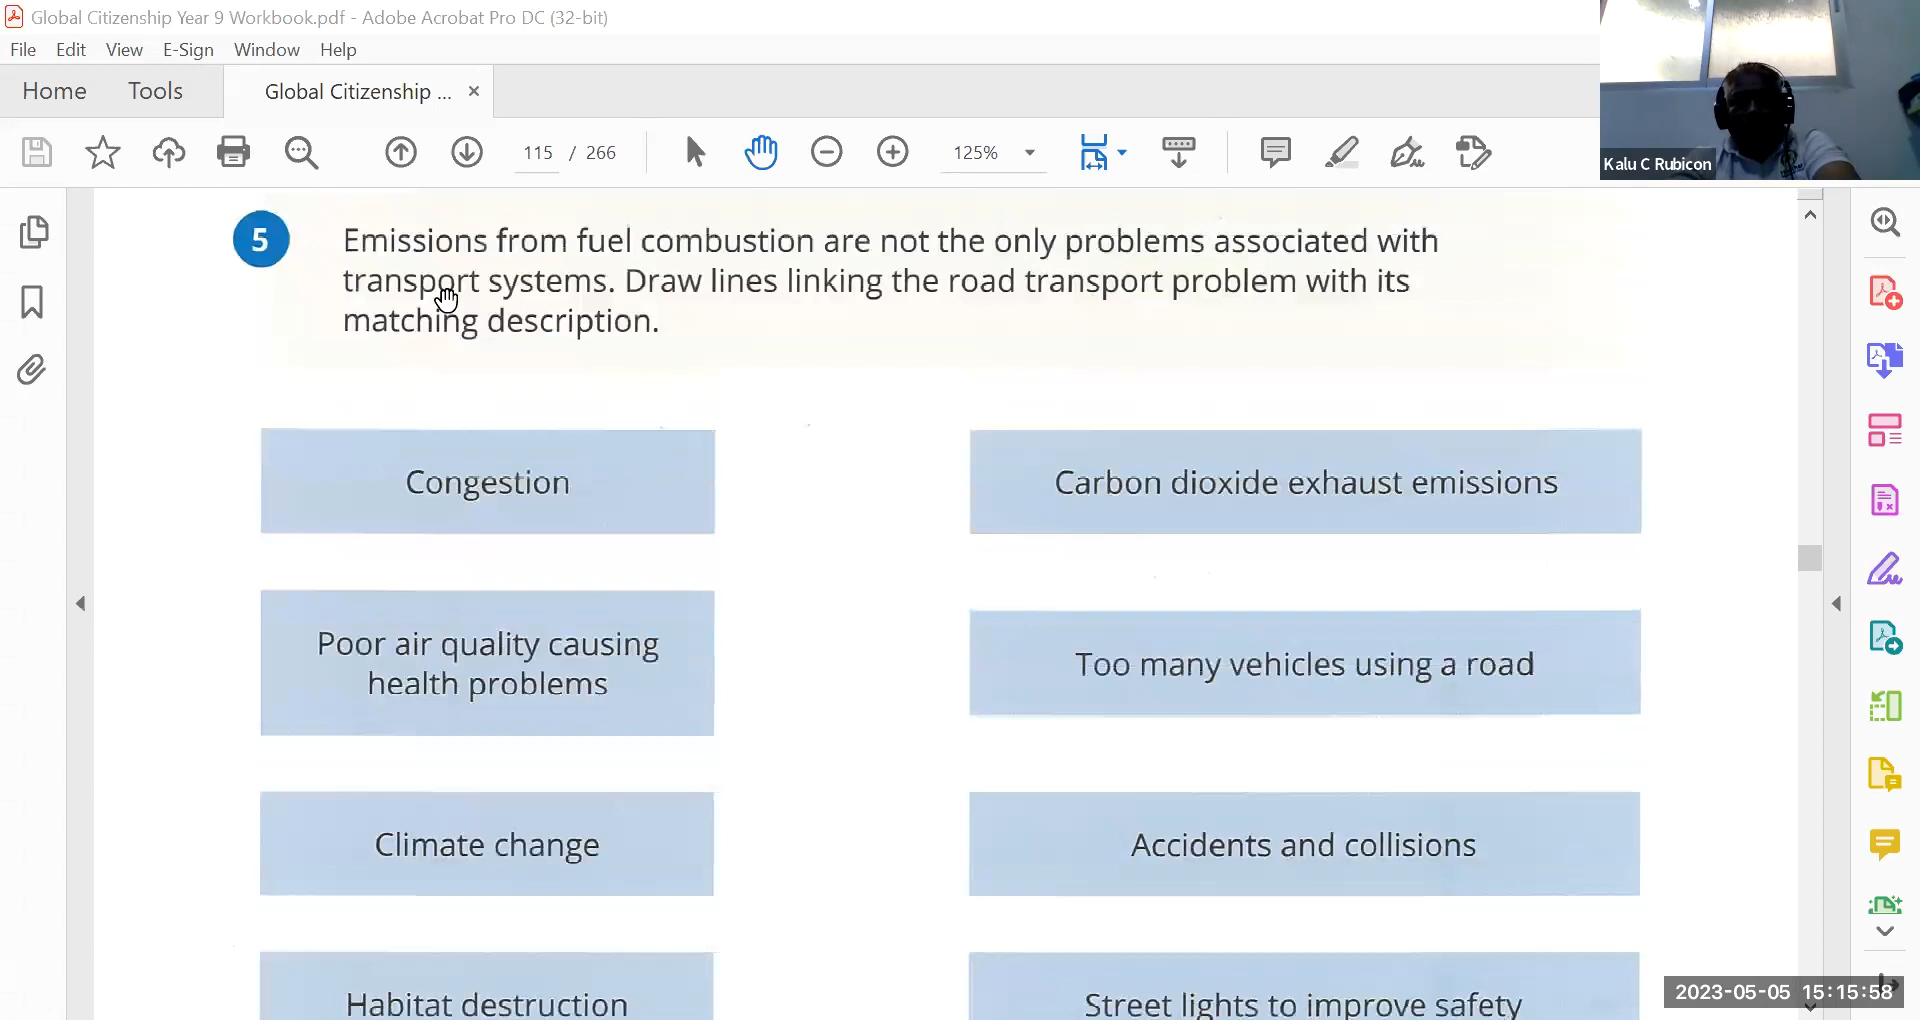 Global Citizenship Year 9 Workbook.pdf - Adobe Acrobat Pro DC (32-bit)
File Edit View E-Sign Window Help
Home Tools Global Citizenship ... ×
115 / 266 125%
Kalu C Rubicon
5 Emissions from fuel combustion are not the only problems associated with
transport systems. Draw lines linking the road transport problem with its
matching description.
Congestion
Carbon dioxide exhaust emissions
Poor air quality causing
health problems
Too many vehicles using a road
Climate change
Accidents and collisions
Habitat destruction
Street lights to improve safety
2023-05-05 15:15:58